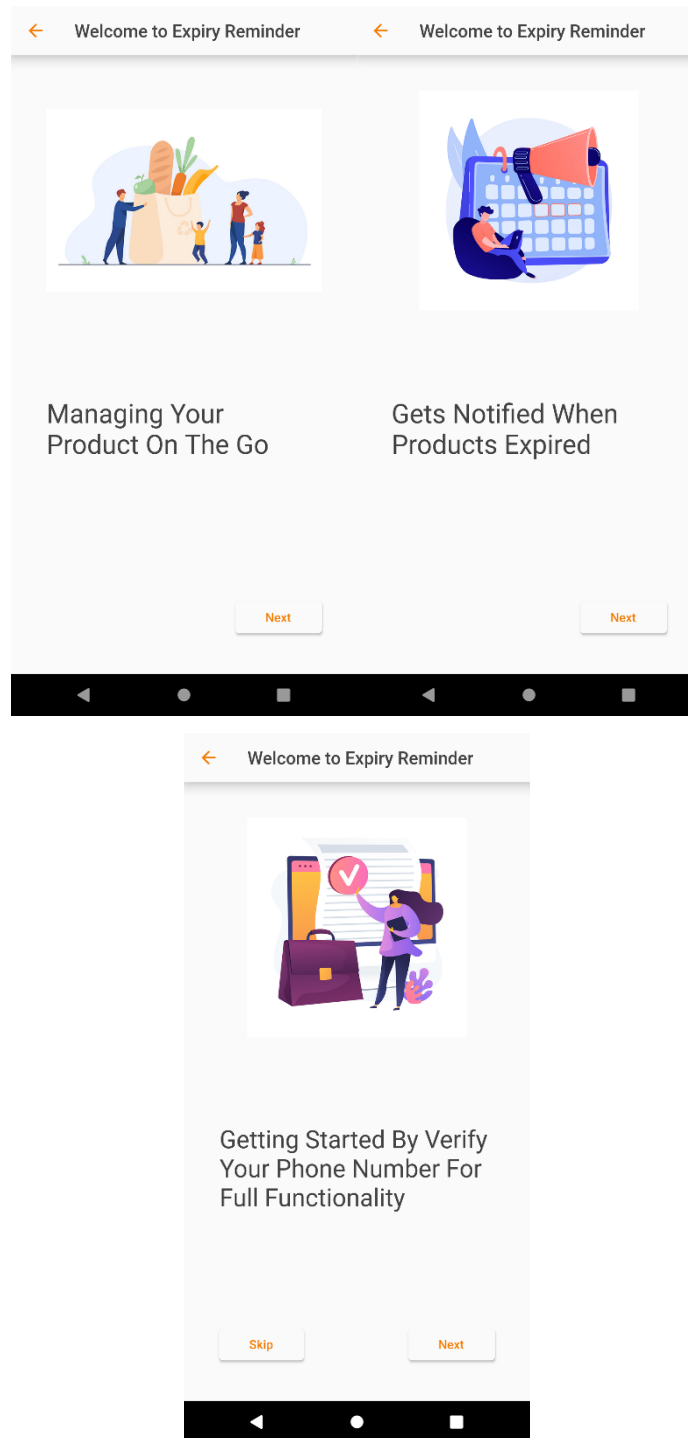 Welcome to Expiry Reminder
Managing Your
Product On The Go
Next
Welcome to Expiry Reminder
Gets Notified When
Products Expired
Next
Welcome to Expiry Reminder
Getting Started By Verify
Your Phone Number For
Full Functionality
Skip
Next